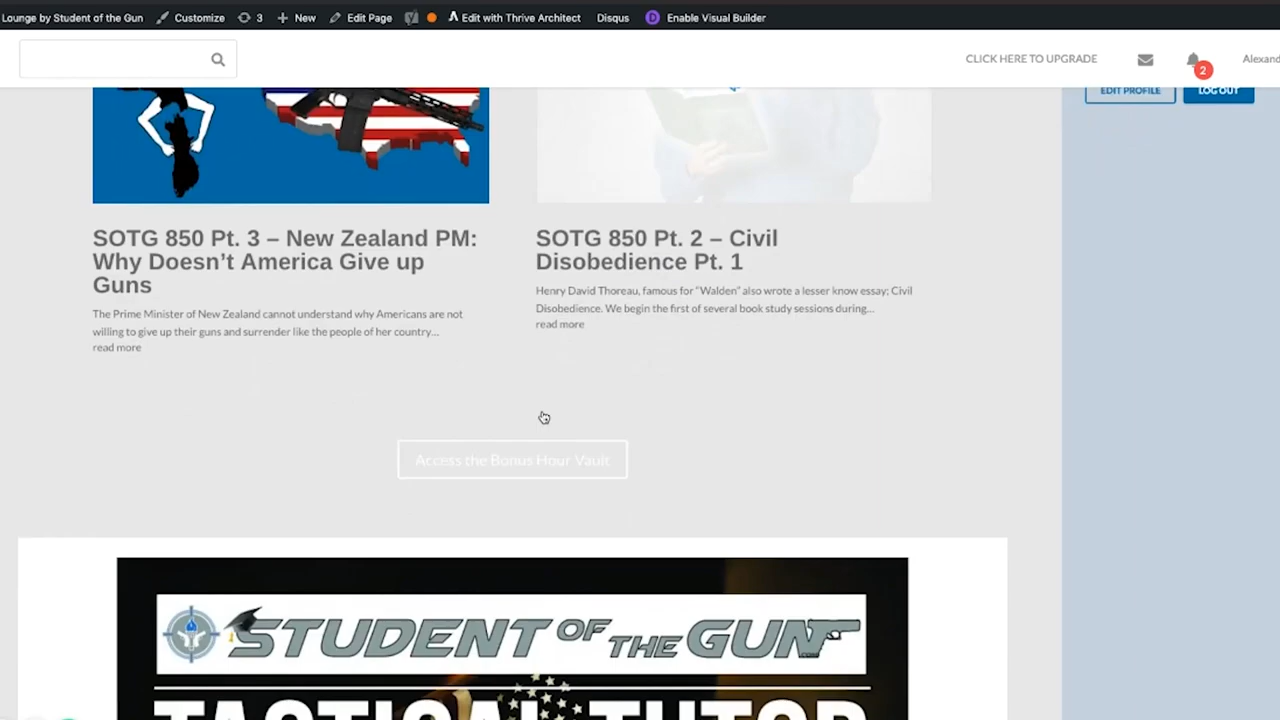 Lounge by Student of the Gun Customize 3 New Edit Page Edit with Thrive Architect Disqus D Enable Visual Builder
CLICK HERE TO UPGRADE 2 Alexand
EDIT PROFILE LOG OUT
SOTG 850 Pt. 3 – New Zealand PM:
Why Doesn't America Give up
Guns
The Prime Minister of New Zealand cannot understand why Americans are not
willing to give up their guns and surrender like the people of her country...
read more
SOTG 850 Pt. 2 – Civil
Disobedience Pt. 1
Henry David Thoreau, famous for "Walden" also wrote a lesser know essay; Civil
Disobedience. We begin the first of several book study sessions during...
read more
Access the Bonus Hour Vault
STUDENT OF THE GUN
TACTICAL TUTOR